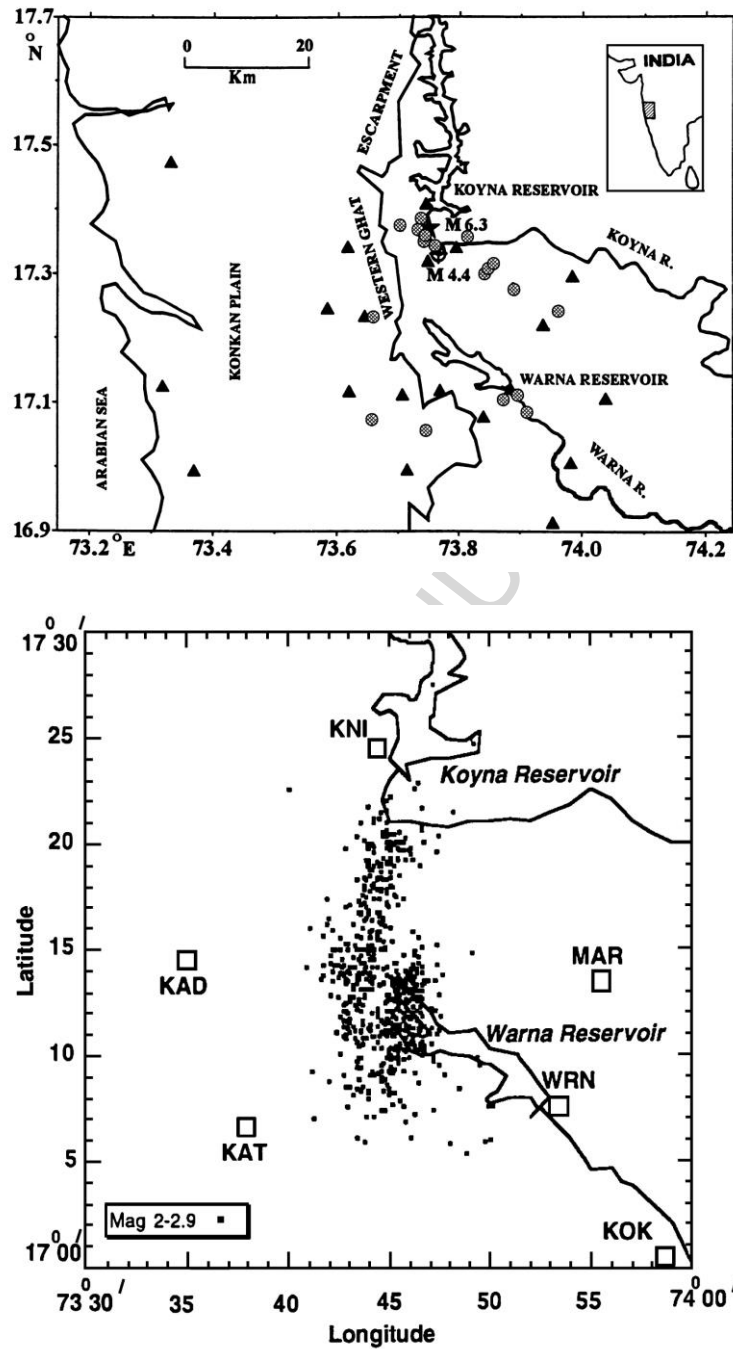 17.7
o
N
0 20
Km
ESCARPMENT
INDIA
17.5
KOYNA RESERVOIR
M 6.3
KOYNA R.
WESTERN GHAT
17.3
M 4.4
KONKAN PLAIN
WARNA RESERVOIR
17.1
ARABIAN SEA
WARNA R.
16.9
73.2°E 73.4 73.6 73.8 74.0 74.2
17 30
o /
KNI
25
Koyna Reservoir
20
Latitude
15
MAR
KAD
Warna Reservoir
10
WRN
KAT
5
Mag 2-2.9
KOK
17 00
o / o /
73 30 35 40 45 50 55 74 00
Longitude